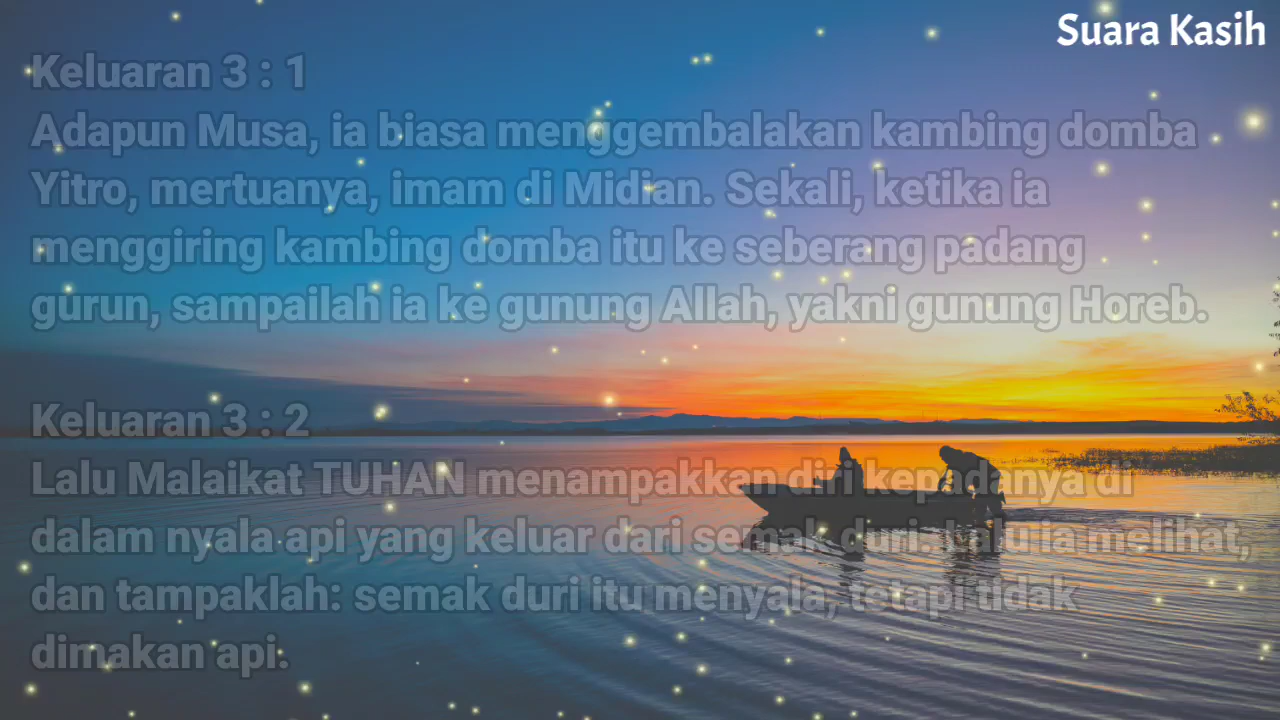 Suara Kasih
Keluaran 3 : 1
Adapun Musa, ia biasa menggembalakan kambing domba
Yitro, mertuanya, imam di Midian. Sekali, ketika ia
menggiring kambing domba itu ke seberang padang
gurun, sampailah ia ke gunung Allah, yakni gunung Horeb.
Keluaran 3 : 2
Lalu Malaikat TUHAN menampakkan diri kepadanya di
dalam nyala api yang keluar dari semak duri. Lalu ia melihat,
dan tampaklah: semak duri itu menyala, tetapi tidak
dimakan api.